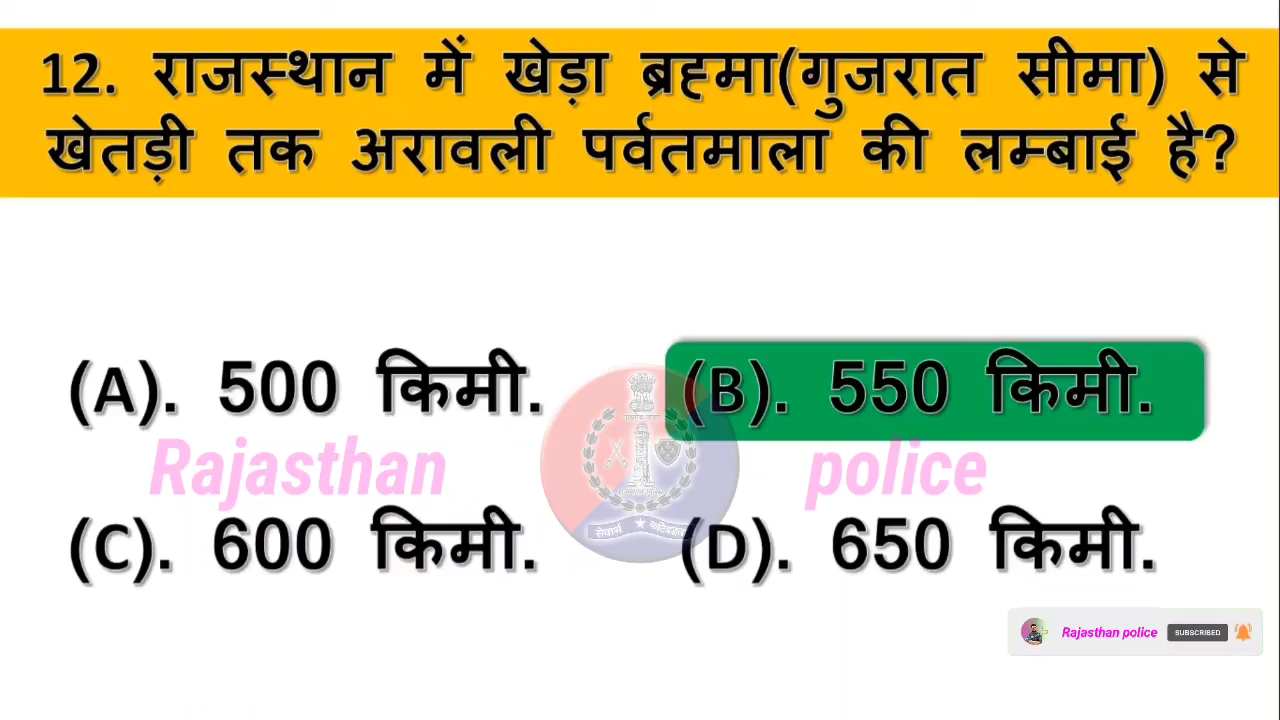 12. राजस्थान में खेड़ा ब्रह्मा(गुजरात सीमा) से
खेतड़ी तक अरावली पर्वतमाला की लम्बाई है?
(A). 500 किमी.
(B). 550 किमी.
Rajasthan police
(C). 600 किमी.
(D). 650 किमी.
Rajasthan police SUBSCRIBED